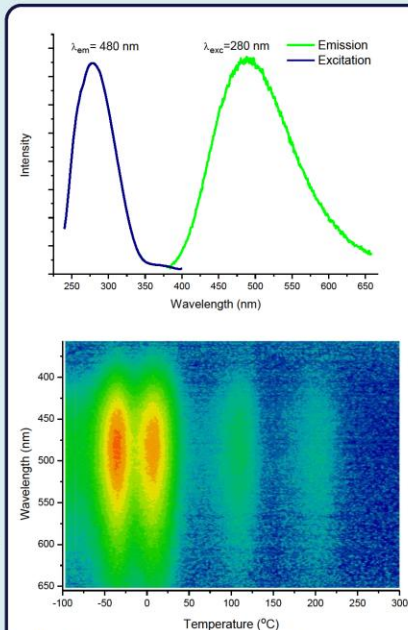 λem= 480 nm
λexc=280 nm
Emission
Excitation
Intensity
250 300 350 400 450 500 550 600 650
Wavelength (nm)
400
450
500
550
600
650
Wavelength (nm)
-100 -50 0 50 100 150 200 250 300
Temperature (°C)